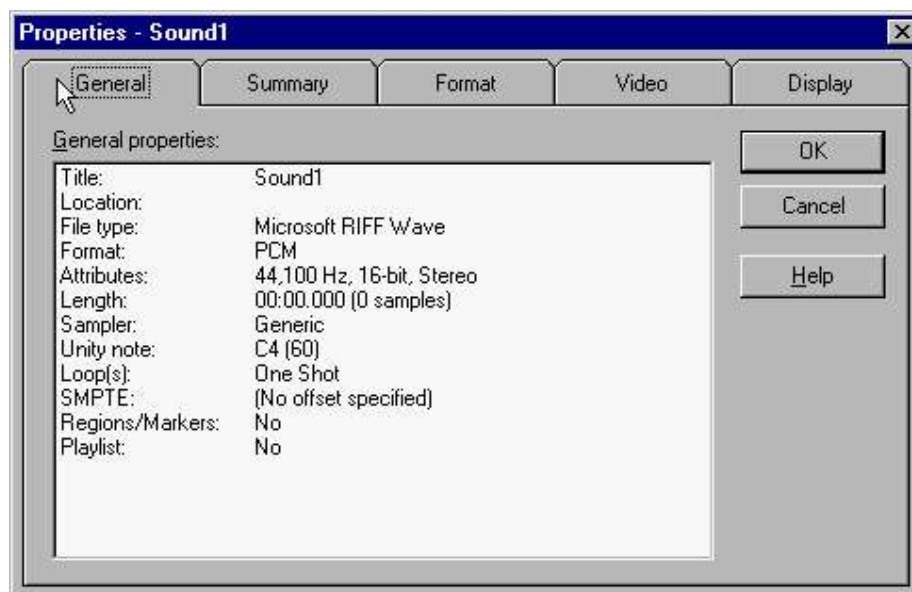 Properties - Sound1
General Summary Format Video Display
General properties:
Title: Sound1
Location:
File type: Microsoft RIFF Wave
Format: PCM
Attributes: 44,100 Hz, 16-bit, Stereo
Length: 00:00.000 (0 samples)
Sampler: Generic
Unity note: C4 (60)
Loop(s): One Shot
SMPTE: (No offset specified)
Regions/Markers: No
Playlist: No
OK
Cancel
Help